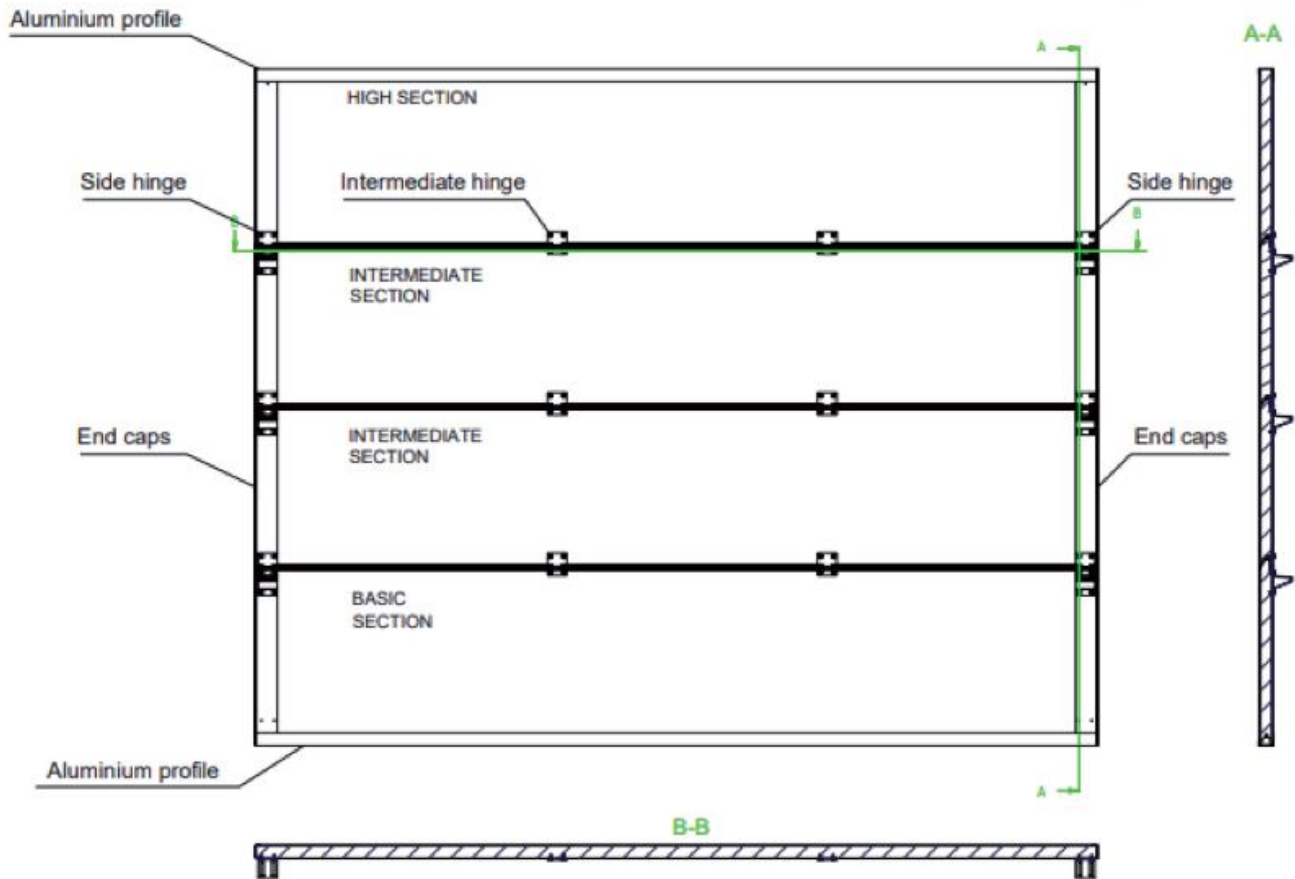 Aluminium profile
A
A-A
HIGH SECTION
Side hinge
Intermediate hinge
Side hinge
B
B
INTERMEDIATE
SECTION
End caps
INTERMEDIATE
SECTION
End caps
BASIC
SECTION
Aluminium profile
A
B-B